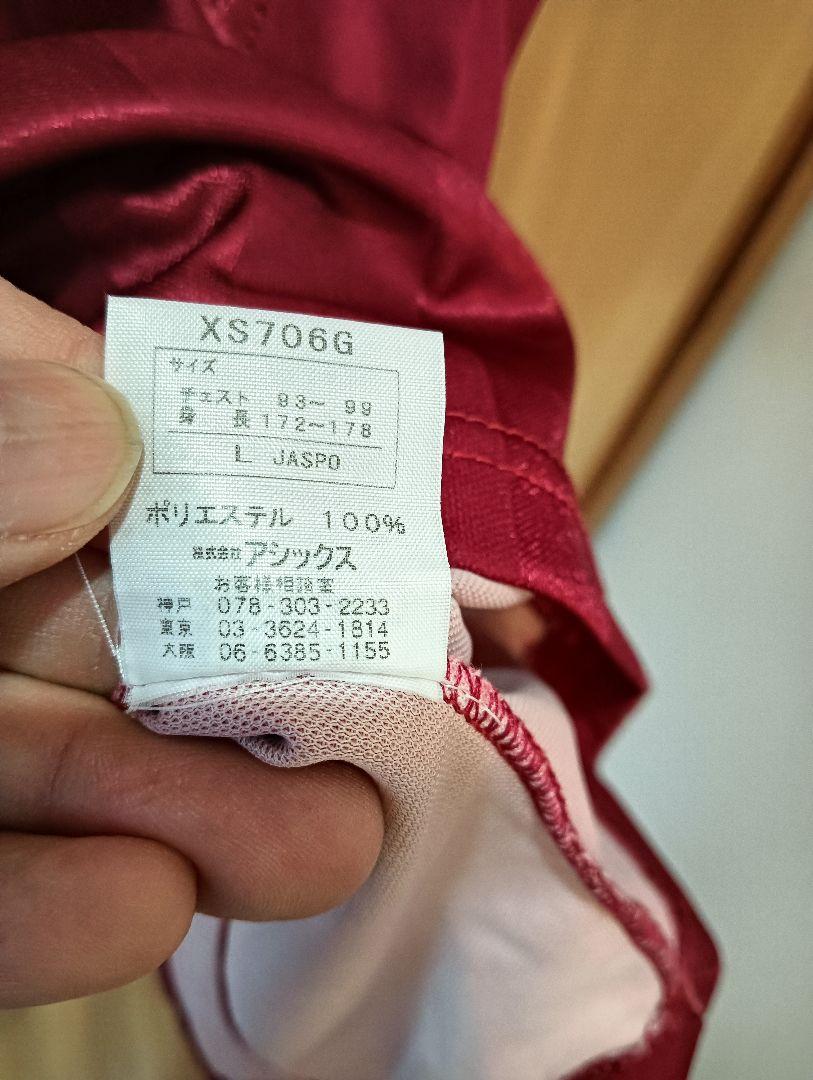 XS706G
サイズ
チェスト 93~ 99
身 長 172~178
L JASPO
ポリエステル 100%
株式会社 アシックス
お客様相談室
神戸 078-303-2233
東京 03-3624-1814
大阪 06-6385-1155